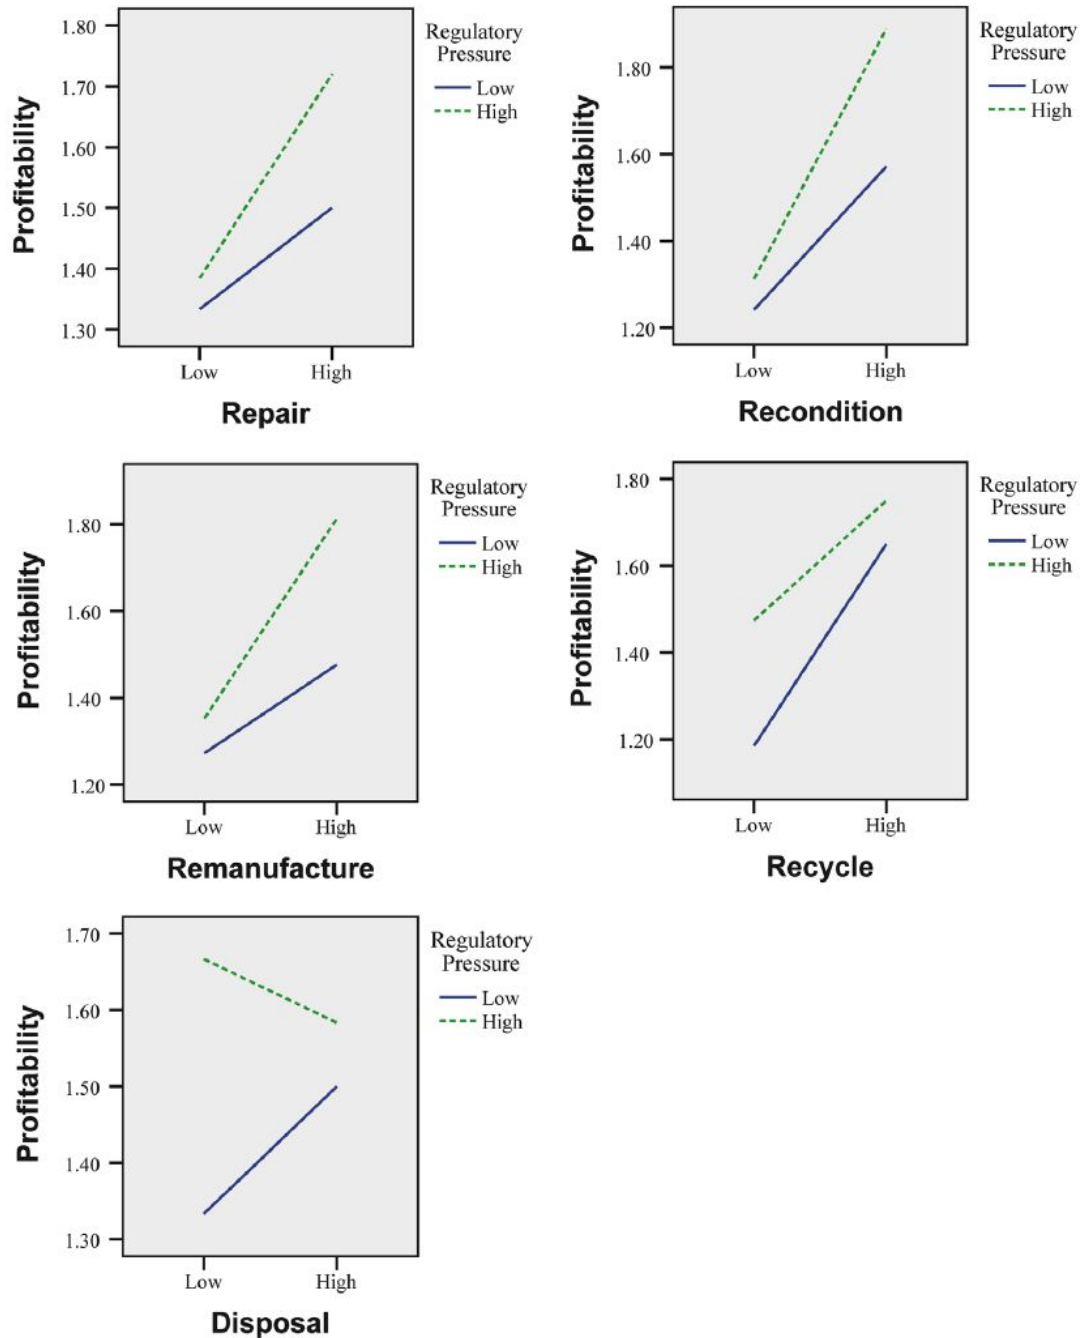 1.80
1.70
1.60
1.50
1.40
1.30
Profitability
Low
High
Repair
Regulatory
Pressure
Low
High
1.80
1.60
1.40
1.20
Profitability
Low
High
Recondition
Regulatory
Pressure
Low
High
1.80
1.60
1.40
1.20
Profitability
Low
High
Remanufacture
Regulatory
Pressure
Low
High
1.80
1.60
1.40
1.20
Profitability
Low
High
Recycle
Regulatory
Pressure
Low
High
1.70
1.60
1.50
1.40
1.30
Profitability
Low
High
Disposal
Regulatory
Pressure
Low
High